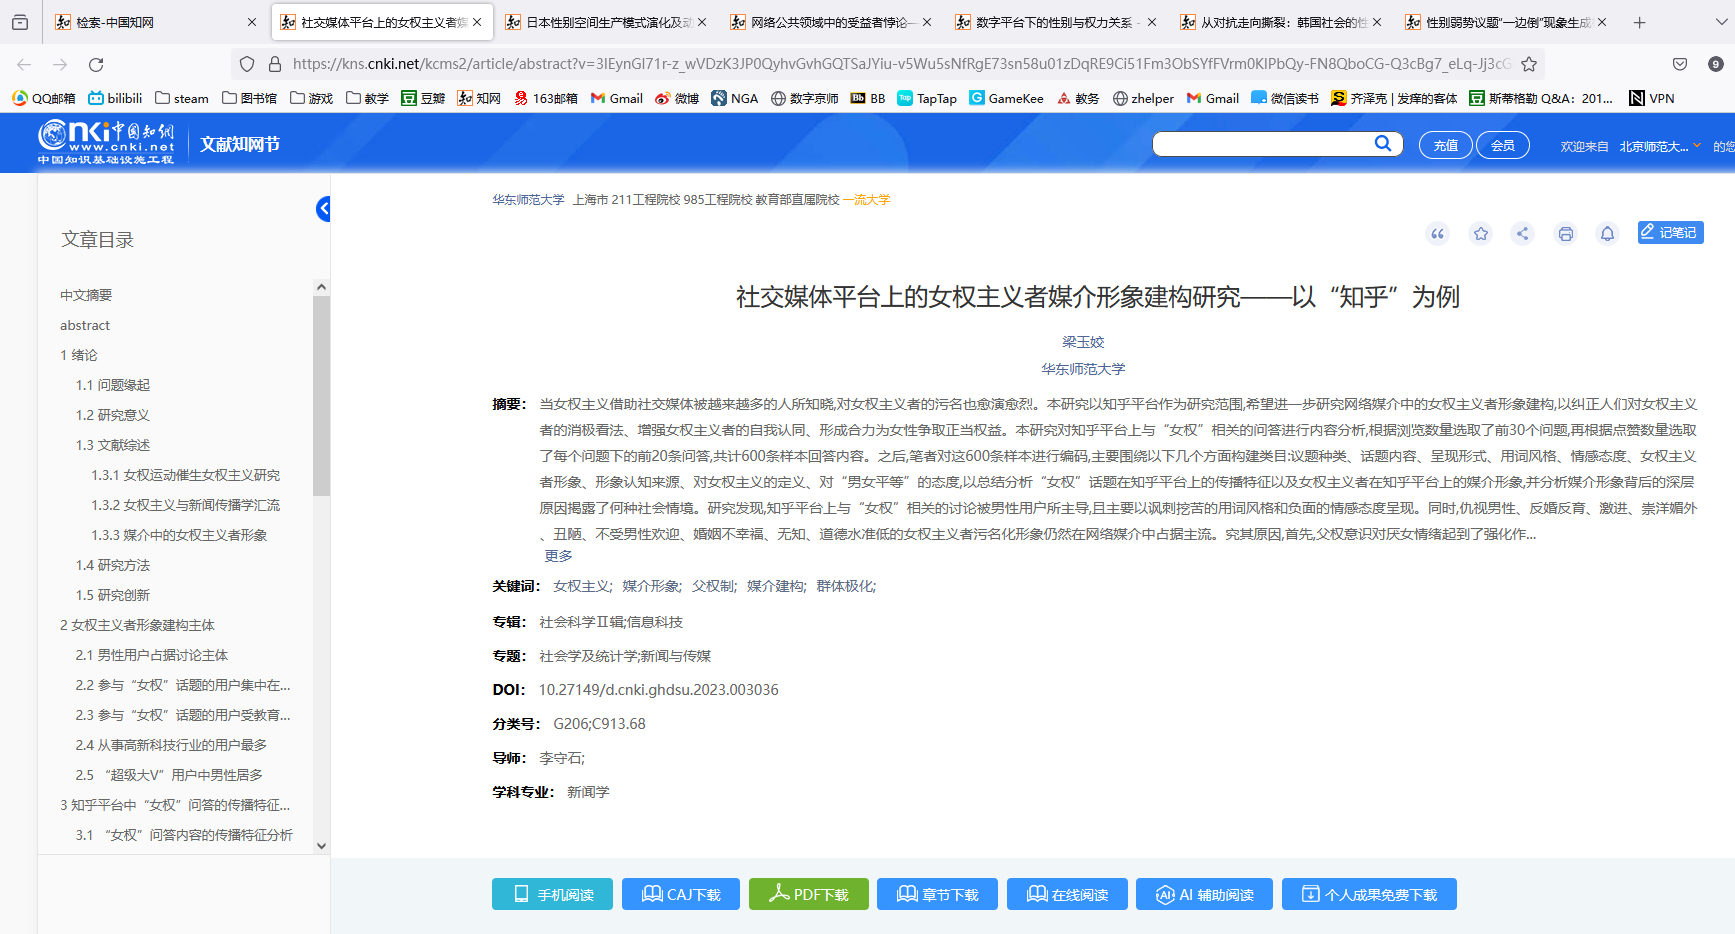 检索-中国知网
社交媒体平台上的女权主义者媒
日本性别空间生产模式演化及动
网络公共领域中的受益者悖论—
数字平台下的性别与权力关系 -
从对抗走向撕裂：韩国社会的性
性别弱势议题“一边倒”现象生成
https://kns.cnki.net/kcms2/article/abstract?v=3IEynGI71r-z_wVDzK3JP0QyhvGvhGQTSaJYiu-v5Wu5sNfRgE73sn58u01zDqRE9Ci51Fm3ObSYfFVrm0KIPbQy-FN8QboCG-Q3cBg7_eLq-Jj3cG
9
QQ邮箱 bilibili steam 图书馆 游戏 教学 豆瓣 知网 163邮箱 Gmail 微博 NGA 数字京师 BB TapTap GameKee 教务 zhelper Gmail 微信读书 齐泽克 | 发痒的客体 斯蒂格勒 Q&A：201... VPN
Cnki中国知网
www.cnki.net
中国知识基础设施工程
文献知网节
充值
会员
欢迎来自 北京师范大... 的您
文章目录
中文摘要
abstract
1 绪论
1.1 问题缘起
1.2 研究意义
1.3 文献综述
1.3.1 女权运动催生女权主义研究
1.3.2 女权主义与新闻传播学汇流
1.3.3 媒介中的女权主义者形象
1.4 研究方法
1.5 研究创新
2 女权主义者形象建构主体
2.1 男性用户占据讨论主体
2.2 参与“女权”话题的用户集中在...
2.3 参与“女权”话题的用户受教育...
2.4 从事高新科技行业的用户最多
2.5 “超级大V”用户中男性居多
3 知乎平台中“女权”问答的传播特征...
3.1 “女权”问答内容的传播特征分析
华东师范大学 上海市 211工程院校 985工程院校 教育部直属院校 一流大学
记笔记
社交媒体平台上的女权主义者媒介形象建构研究——以“知乎”为例
梁玉姣
华东师范大学
摘要： 当女权主义借助社交媒体被越来越多的人所知晓,对女权主义者的污名也愈演愈烈。本研究以知乎平台作为研究范围,希望进一步研究网络媒介中的女权主义者形象建构,以纠正人们对女权主义
者的消极看法、增强女权主义者的自我认同、形成合力为女性争取正当权益。本研究对知乎平台上与“女权”相关的问答进行内容分析,根据浏览数量选取了前30个问题,再根据点赞数量选取
了每个问题下的前20条问答,共计600条样本回答内容。之后,笔者对这600条样本进行编码,主要围绕以下几个方面构建类目:议题种类、话题内容、呈现形式、用词风格、情感态度、女权主义
者形象、形象认知来源、对女权主义的定义、对“男女平等”的态度,以总结分析“女权”话题在知乎平台上的传播特征以及女权主义者在知乎平台上的媒介形象,并分析媒介形象背后的深层
原因揭露了何种社会情境。研究发现,知乎平台上与“女权”相关的讨论被男性用户所主导,且主要以讽刺挖苦的用词风格和负面的情感态度呈现。同时,仇视男性、反婚反育、激进、崇洋媚外
、丑陋、不受男性欢迎、婚姻不幸福、无知、道德水准低的女权主义者污名化形象仍然在网络媒介中占据主流。究其原因,首先,父权意识对厌女情绪起到了强化作...
更多
关键词： 女权主义; 媒介形象; 父权制; 媒介建构; 群体极化;
专辑： 社会科学Ⅱ辑;信息科技
专题： 社会学及统计学;新闻与传媒
DOI： 10.27149/d.cnki.ghdsu.2023.003036
分类号： G206;C913.68
导师： 李守石;
学科专业： 新闻学
手机阅读
CAJ下载
PDF下载
章节下载
在线阅读
AI 辅助阅读
个人成果免费下载